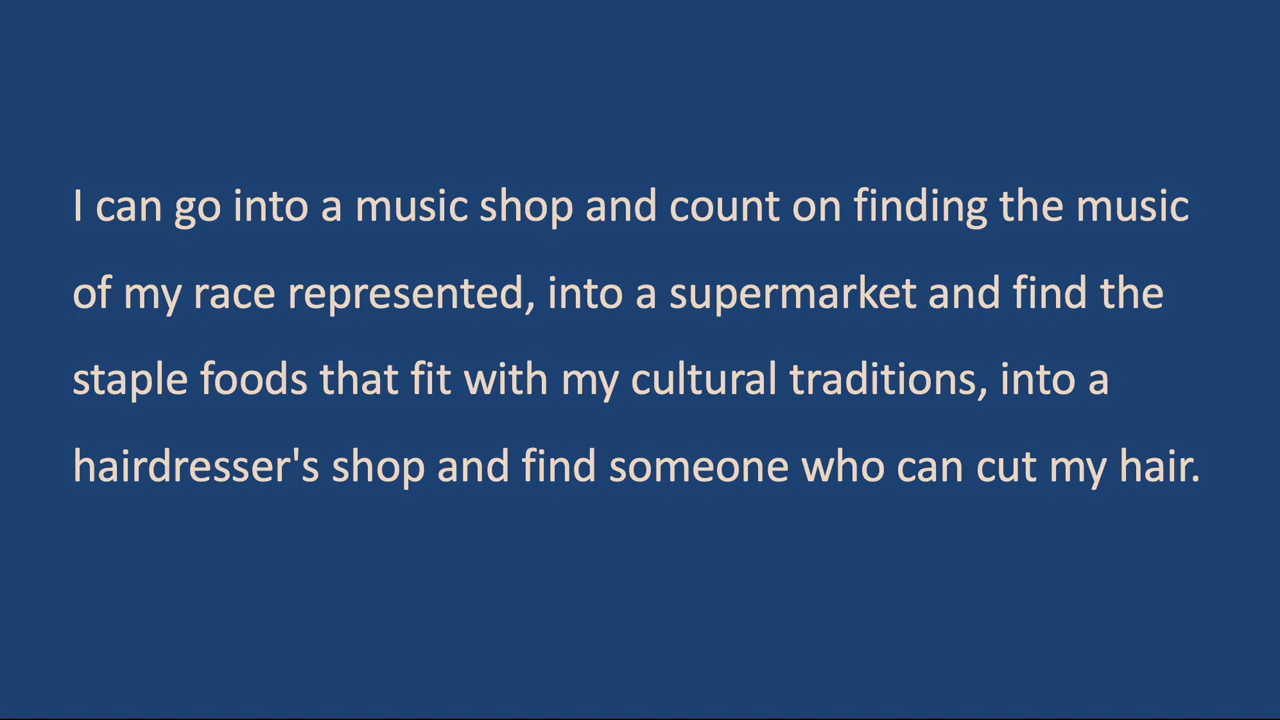 I can go into a music shop and count on finding the music
of my race represented, into a supermarket and find the
staple foods that fit with my cultural traditions, into a
hairdresser's shop and find someone who can cut my hair.